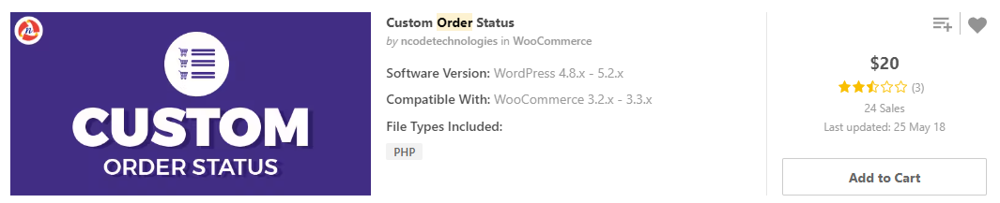 n
CUSTOM
ORDER STATUS
Custom Order Status
by ncodetechnologies in WooCommerce
Software Version: WordPress 4.8.x - 5.2.x
Compatible With: WooCommerce 3.2.x - 3.3.x
File Types Included:
PHP
$20
(3)
24 Sales
Last updated: 25 May 18
Add to Cart